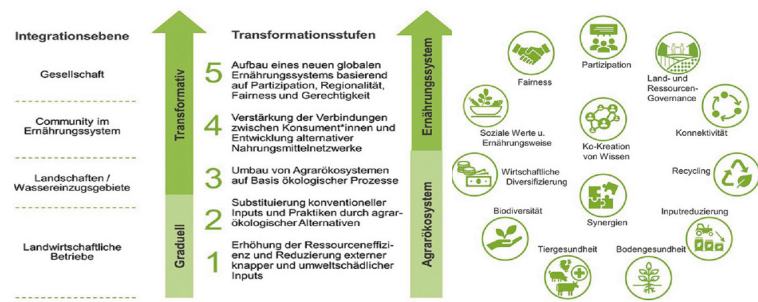 Integrationsebene
Gesellschaft
Community im
Ernährungssystem
Landschaften /
Wassereinzugsgebiete
Landwirtschaftliche
Betriebe
Transformativ
Graduell
Transformationsstufen
5 Aufbau eines neuen globalen
Ernährungssystems basierend
auf Partizipation, Regionalität,
Fairness und Gerechtigkeit
4 Verstärkung der Verbindungen
zwischen Konsument*innen und
Entwicklung alternativer
Nahrungsmittelnetzwerke
3 Umbau von Agrarökosystemen
auf Basis ökologischer Prozesse
2 Substituierung konventioneller
Inputs und Praktiken durch agrar-
ökologischer Alternativen
1 Erhöhung der Ressourceneffizi-
enz und Reduzierung externer
knapper und umweltschädlicher
Inputs
Ernährungssystem
Agrarökosystem
Partizipation
Fairness
Land- und
Ressourcen-
Governance
Soziale Werte u.
Ernährungsweise
Ko-Kreation
von Wissen
Konnektivität
Wirtschaftliche
Diversifizierung
Recycling
Synergien
Biodiversität
Inputreduzierung
Tiergesundheit
Bodengesundheit